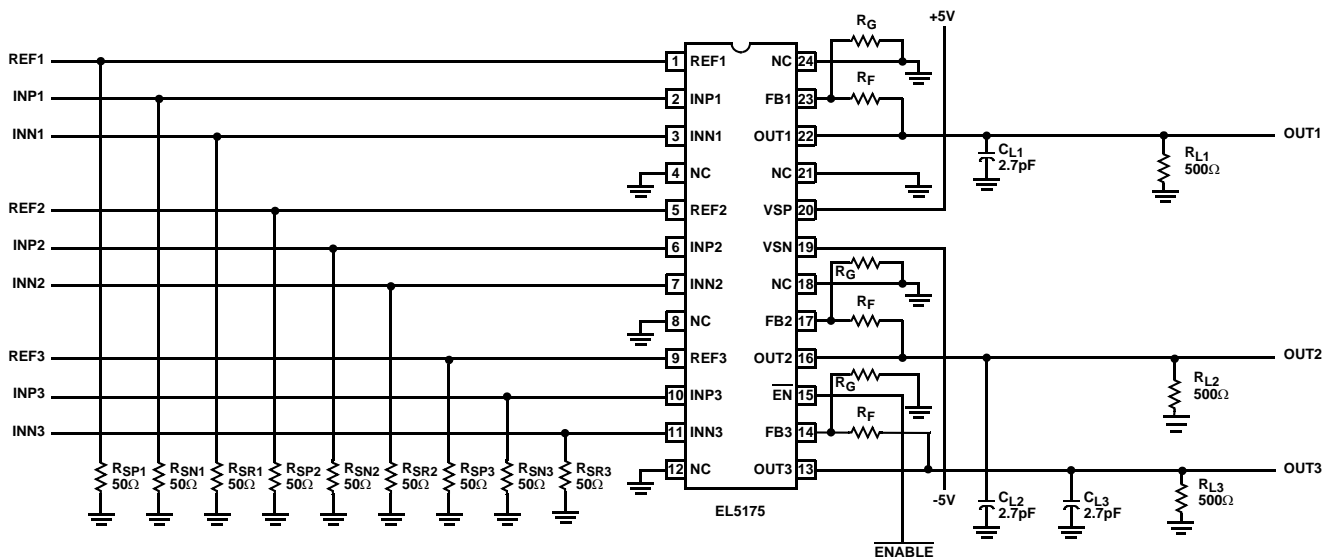 +5V
RG
REF1
1 REF1
NC 24
RF
INP1
2 INP1
FB1 23
INN1
3 INN1
OUT1 22
OUT1
CL1
2.7pF
RL1
500Ω
4 NC
NC 21
REF2
5 REF2
VSP 20
INP2
6 INP2
VSN 19
RG
INN2
7 INN2
NC 18
RF
8 NC
FB2 17
REF3
9 REF3
OUT2 16
OUT2
RG
RL2
500Ω
INP3
10 INP3
EN 15
RF
INN3
11 INN3
FB3 14
12 NC
OUT3 13
OUT3
RSP1
50Ω
RSN1
50Ω
RSR1
50Ω
RSP2
50Ω
RSN2
50Ω
RSR2
50Ω
RSP3
50Ω
RSN3
50Ω
RSR3
50Ω
RL3
500Ω
-5V
CL2
2.7pF
CL3
2.7pF
EL5175
ENABLE